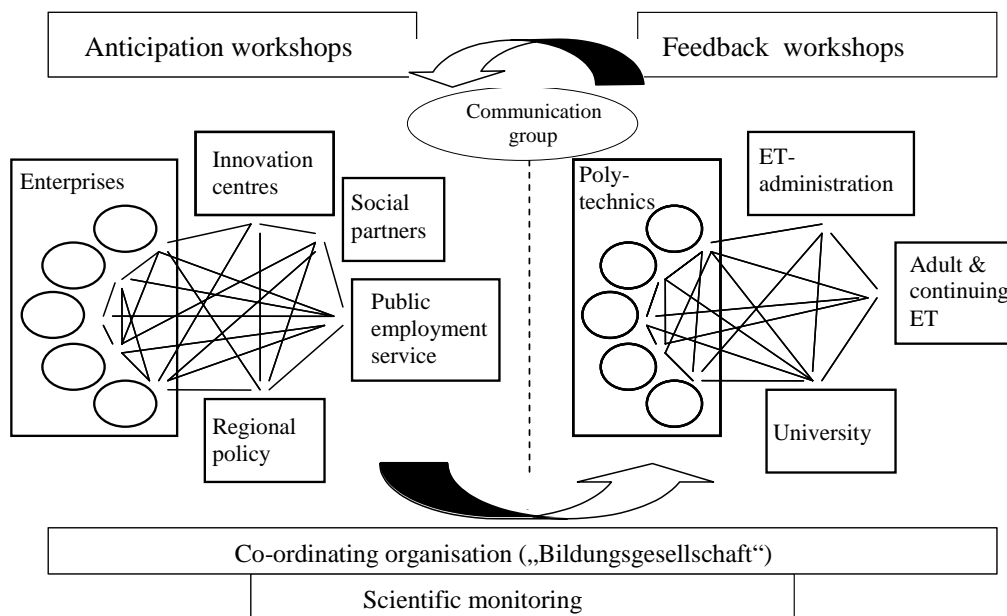 Anticipation workshops
Feedback workshops
Communication
group
Enterprises
Innovation
centres
Social
partners
Public
employment
service
Regional
policy
Poly-
technics
ET-
administration
Adult &
continuing
ET
University
Co-ordinating organisation („Bildungsgesellschaft“)
Scientific monitoring